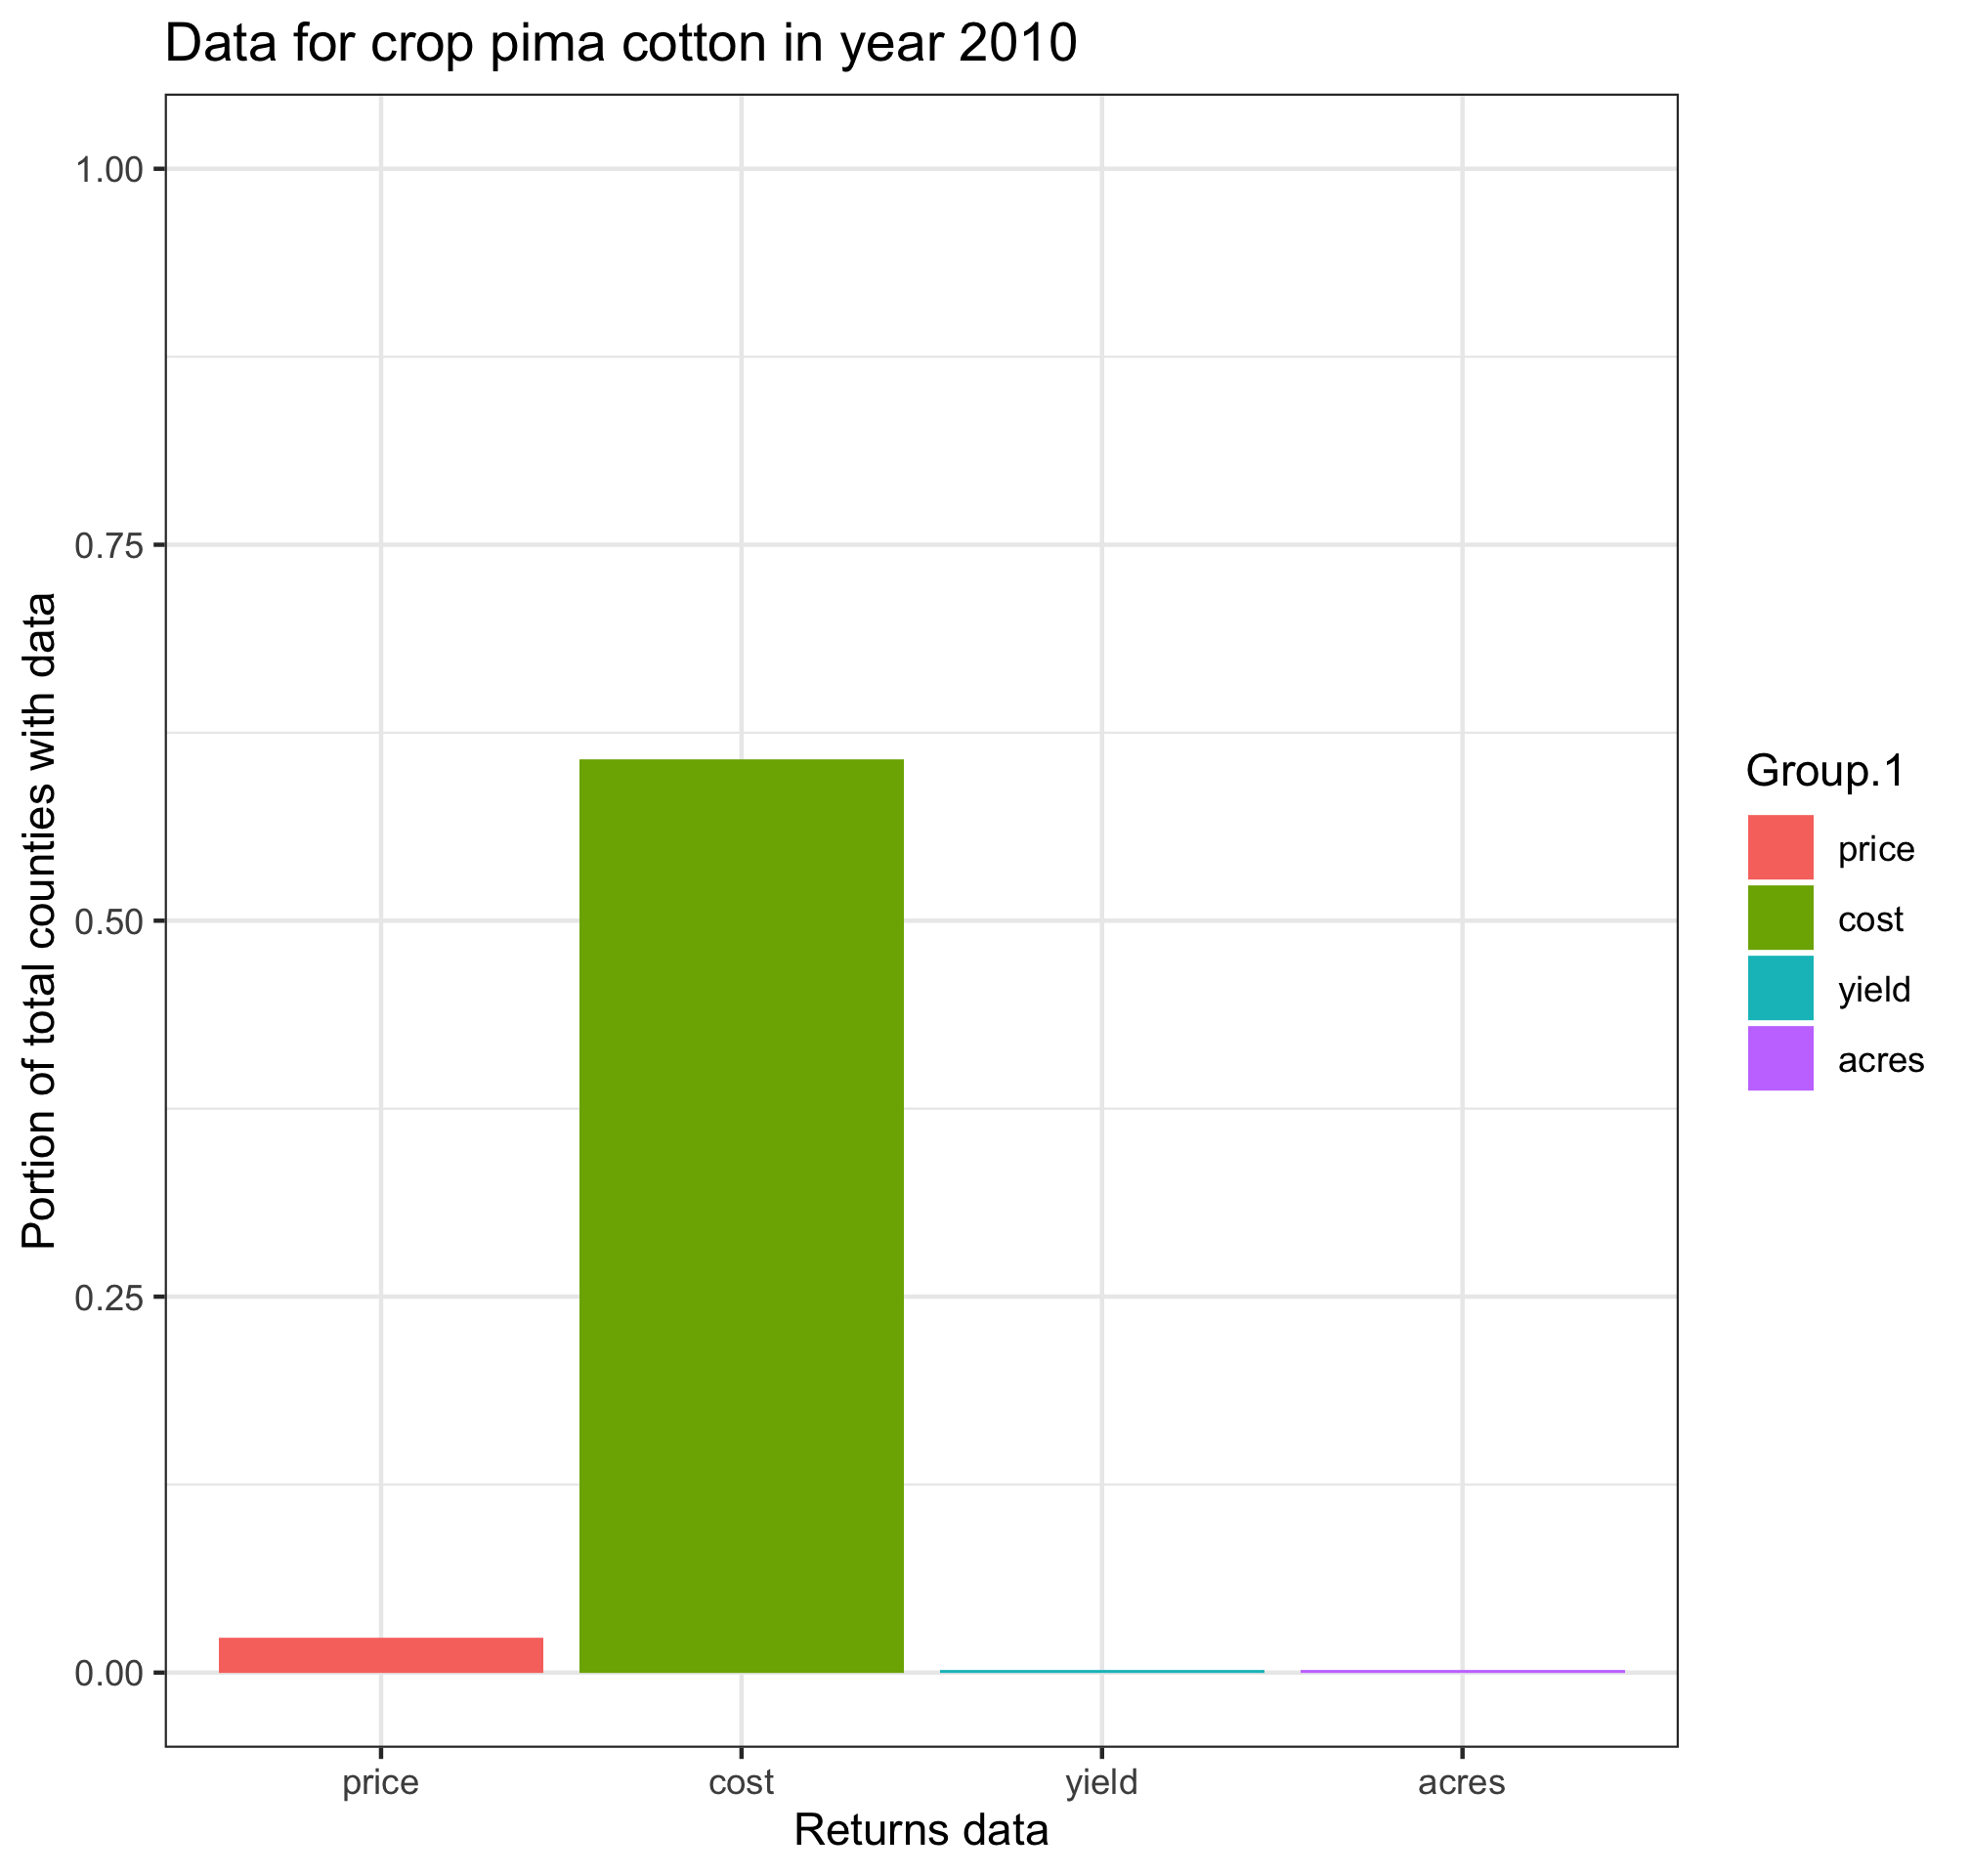 Data for crop pima cotton in year 2010
Portion of total counties with data
1.00
0.75
0.50
0.25
0.00
price
cost
yield
acres
Returns data
Group.1
price
cost
yield
acres